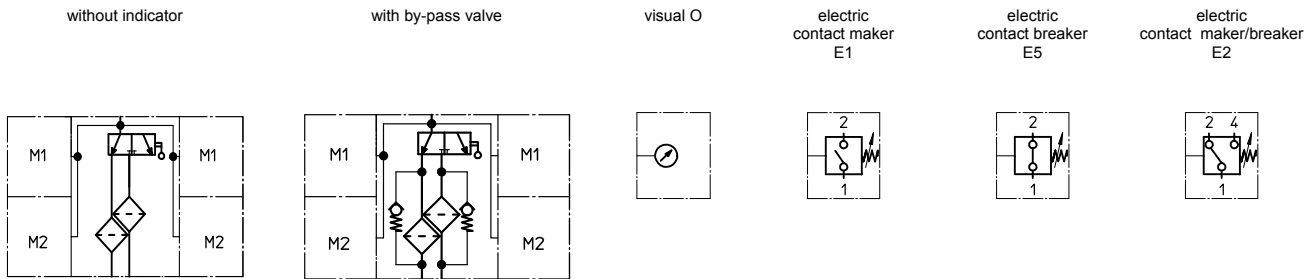 without indicator
with by-pass valve
visual O
electric
contact maker
E1
electric
contact breaker
E5
electric
contact  maker/breaker
E2
M1
M1
M2
M2
M1
M1
M2
M2
2
1
2
1
2 4
1